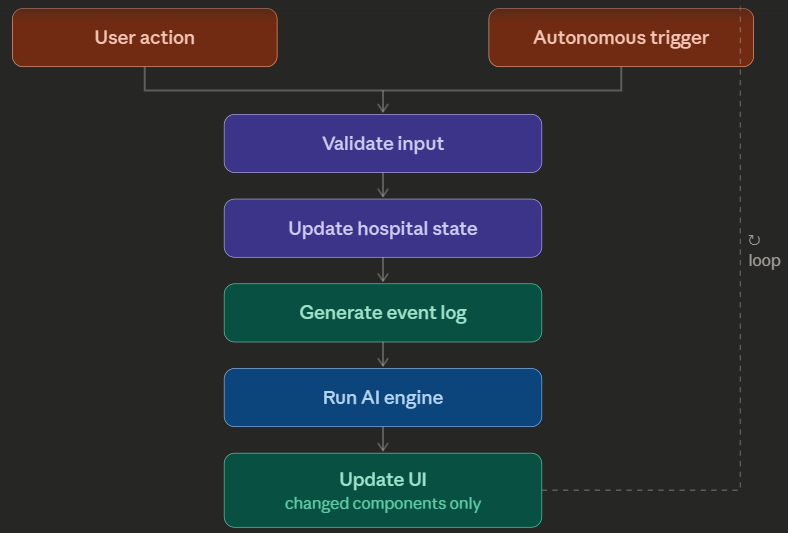 User action
Autonomous trigger
Validate input
Update hospital state
↻
loop
Generate event log
Run AI engine
Update UI
changed components only